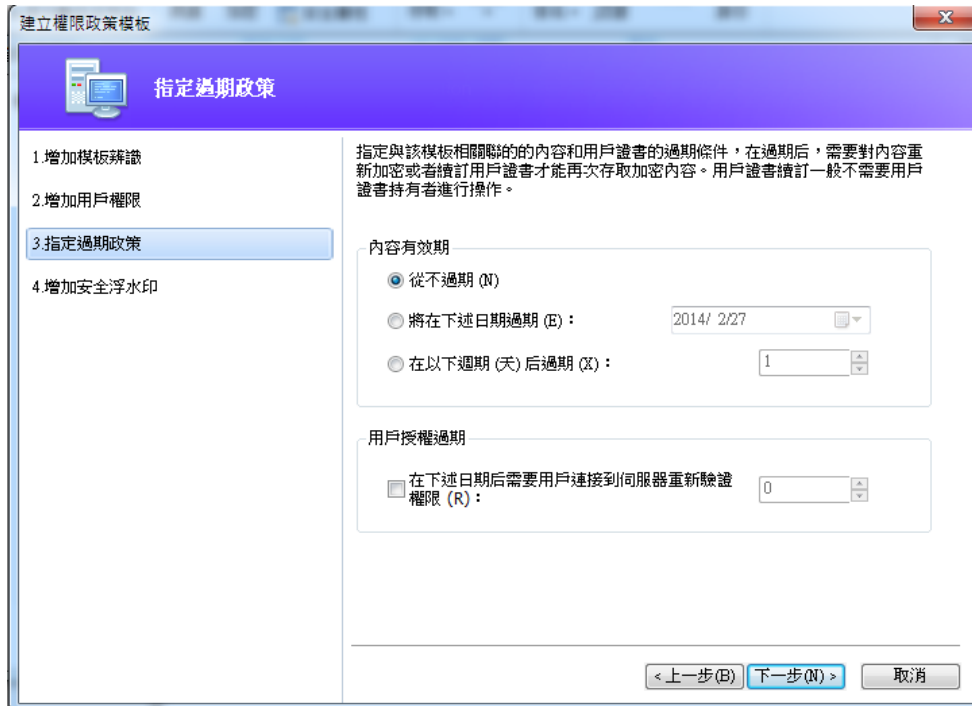 建立權限政策模板
指定過期政策
1.增加模板辨識
2.增加用戶權限
3.指定過期政策
4.增加安全浮水印
指定與該模板相關聯的的內容和用戶證書的過期條件，在過期后，需要對內容重
新加密或者續訂用戶證書才能再次存取加密內容。用戶證書續訂一般不需要用戶
證書持有者進行操作。
內容有效期
從不過期 (N)
將在下述日期過期 (E)：
2014/ 2/27
在以下週期 (天) 后過期 (X)：
1
用戶授權過期
在下述日期后需要用戶連接到伺服器重新驗證
權限 (R)：
0
< 上一步(B)
下一步(N) >
取消